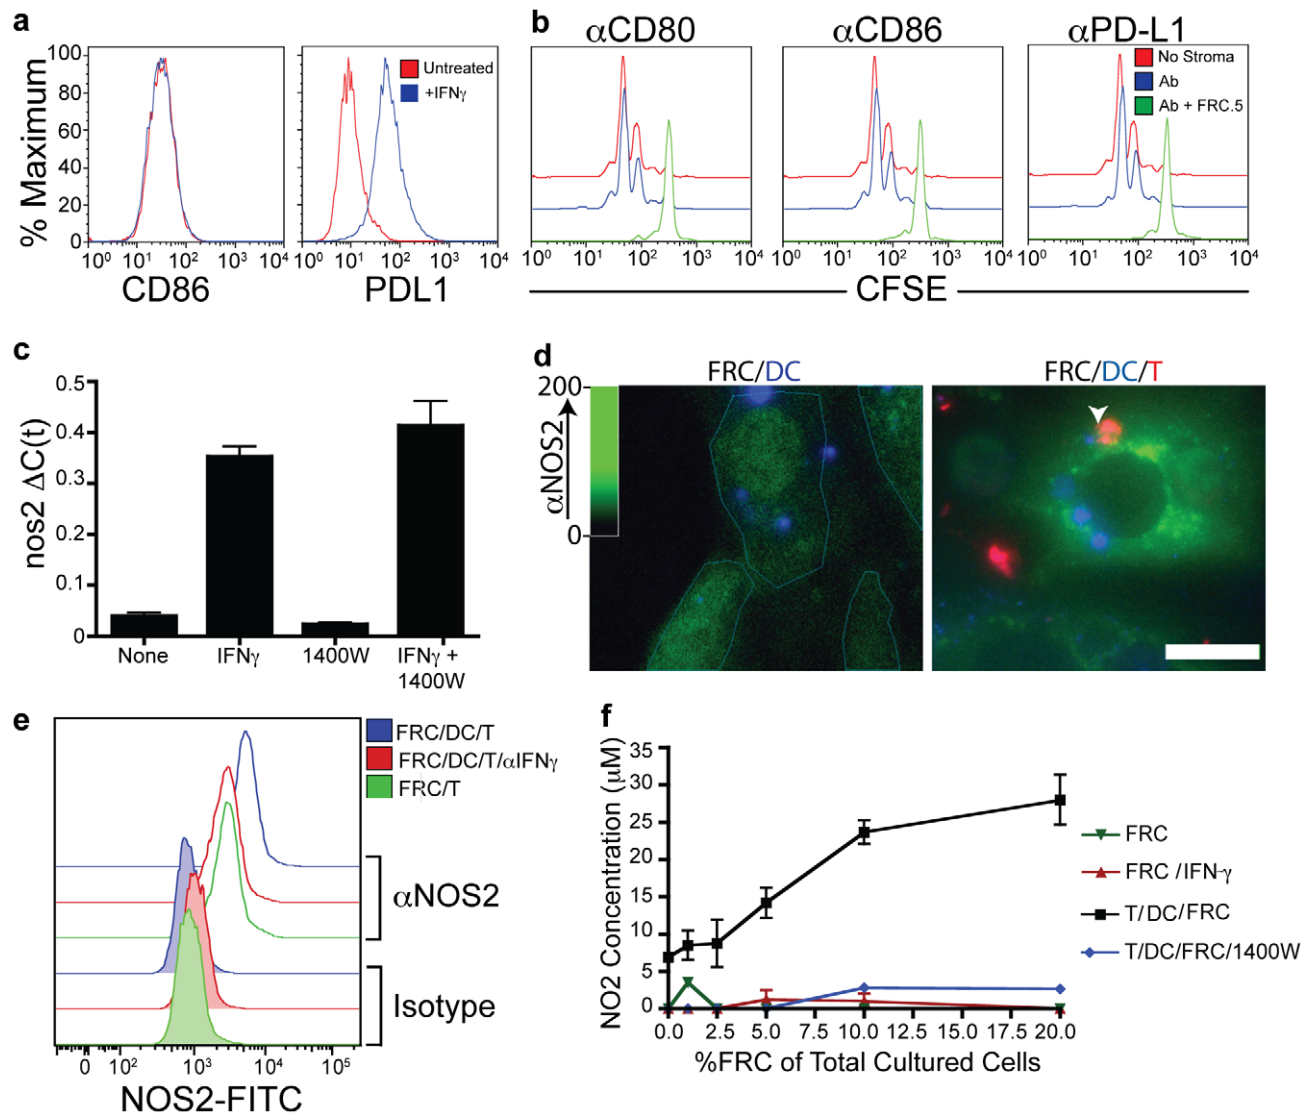 a
% Maximum
100
80
60
40
20
0
Untreated
+IFNγ
10⁰ 10¹ 10² 10³ 10⁴
10⁰ 10¹ 10² 10³ 10⁴
CD86
PDL1
b
αCD80
αCD86
αPD-L1
No Stroma
Ab
Ab + FRC.5
10⁰ 10¹ 10² 10³ 10⁴
10⁰ 10¹ 10² 10³ 10⁴
10⁰ 10¹ 10² 10³ 10⁴
CFSE
c
nos2 ΔC(t)
0.5
0.4
0.3
0.2
0.1
0
None
IFNγ
1400W
IFNγ +
1400W
d
FRC/DC
FRC/DC/T
αNOS2
200
0
e
FRC/DC/T
FRC/DC/T/αIFNγ
FRC/T
αNOS2
Isotype
0 10² 10³ 10⁴ 10⁵
NOS2-FITC
f
NO2 Concentration (μM)
35
30
25
20
15
10
5
0
0.0 2.5 5.0 7.5 10.0 12.5 15.0 17.5 20.0
%FRC of Total Cultured Cells
FRC
FRC/IFN-γ
T/DC/FRC
T/DC/FRC/1400W